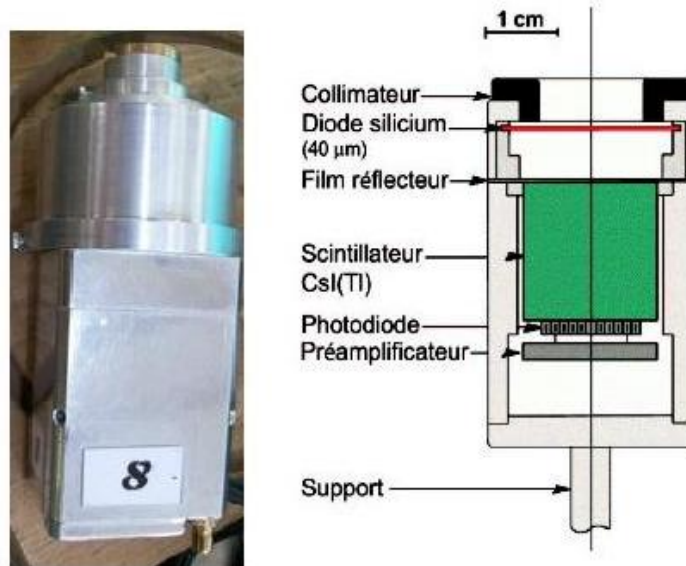 1 cm
Collimateur
Diode silicium
(40 µm)
Film réflecteur
Scintillateur
CsI(Tl)
Photodiode
Préamplificateur
Support
8